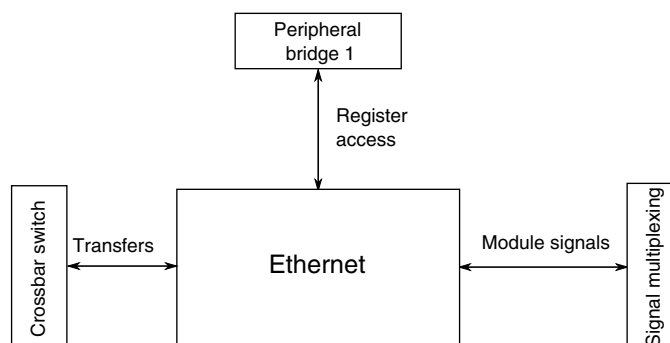 Peripheral
bridge 1
Register
access
Crossbar switch
Transfers
Ethernet
Module signals
Signal multiplexing